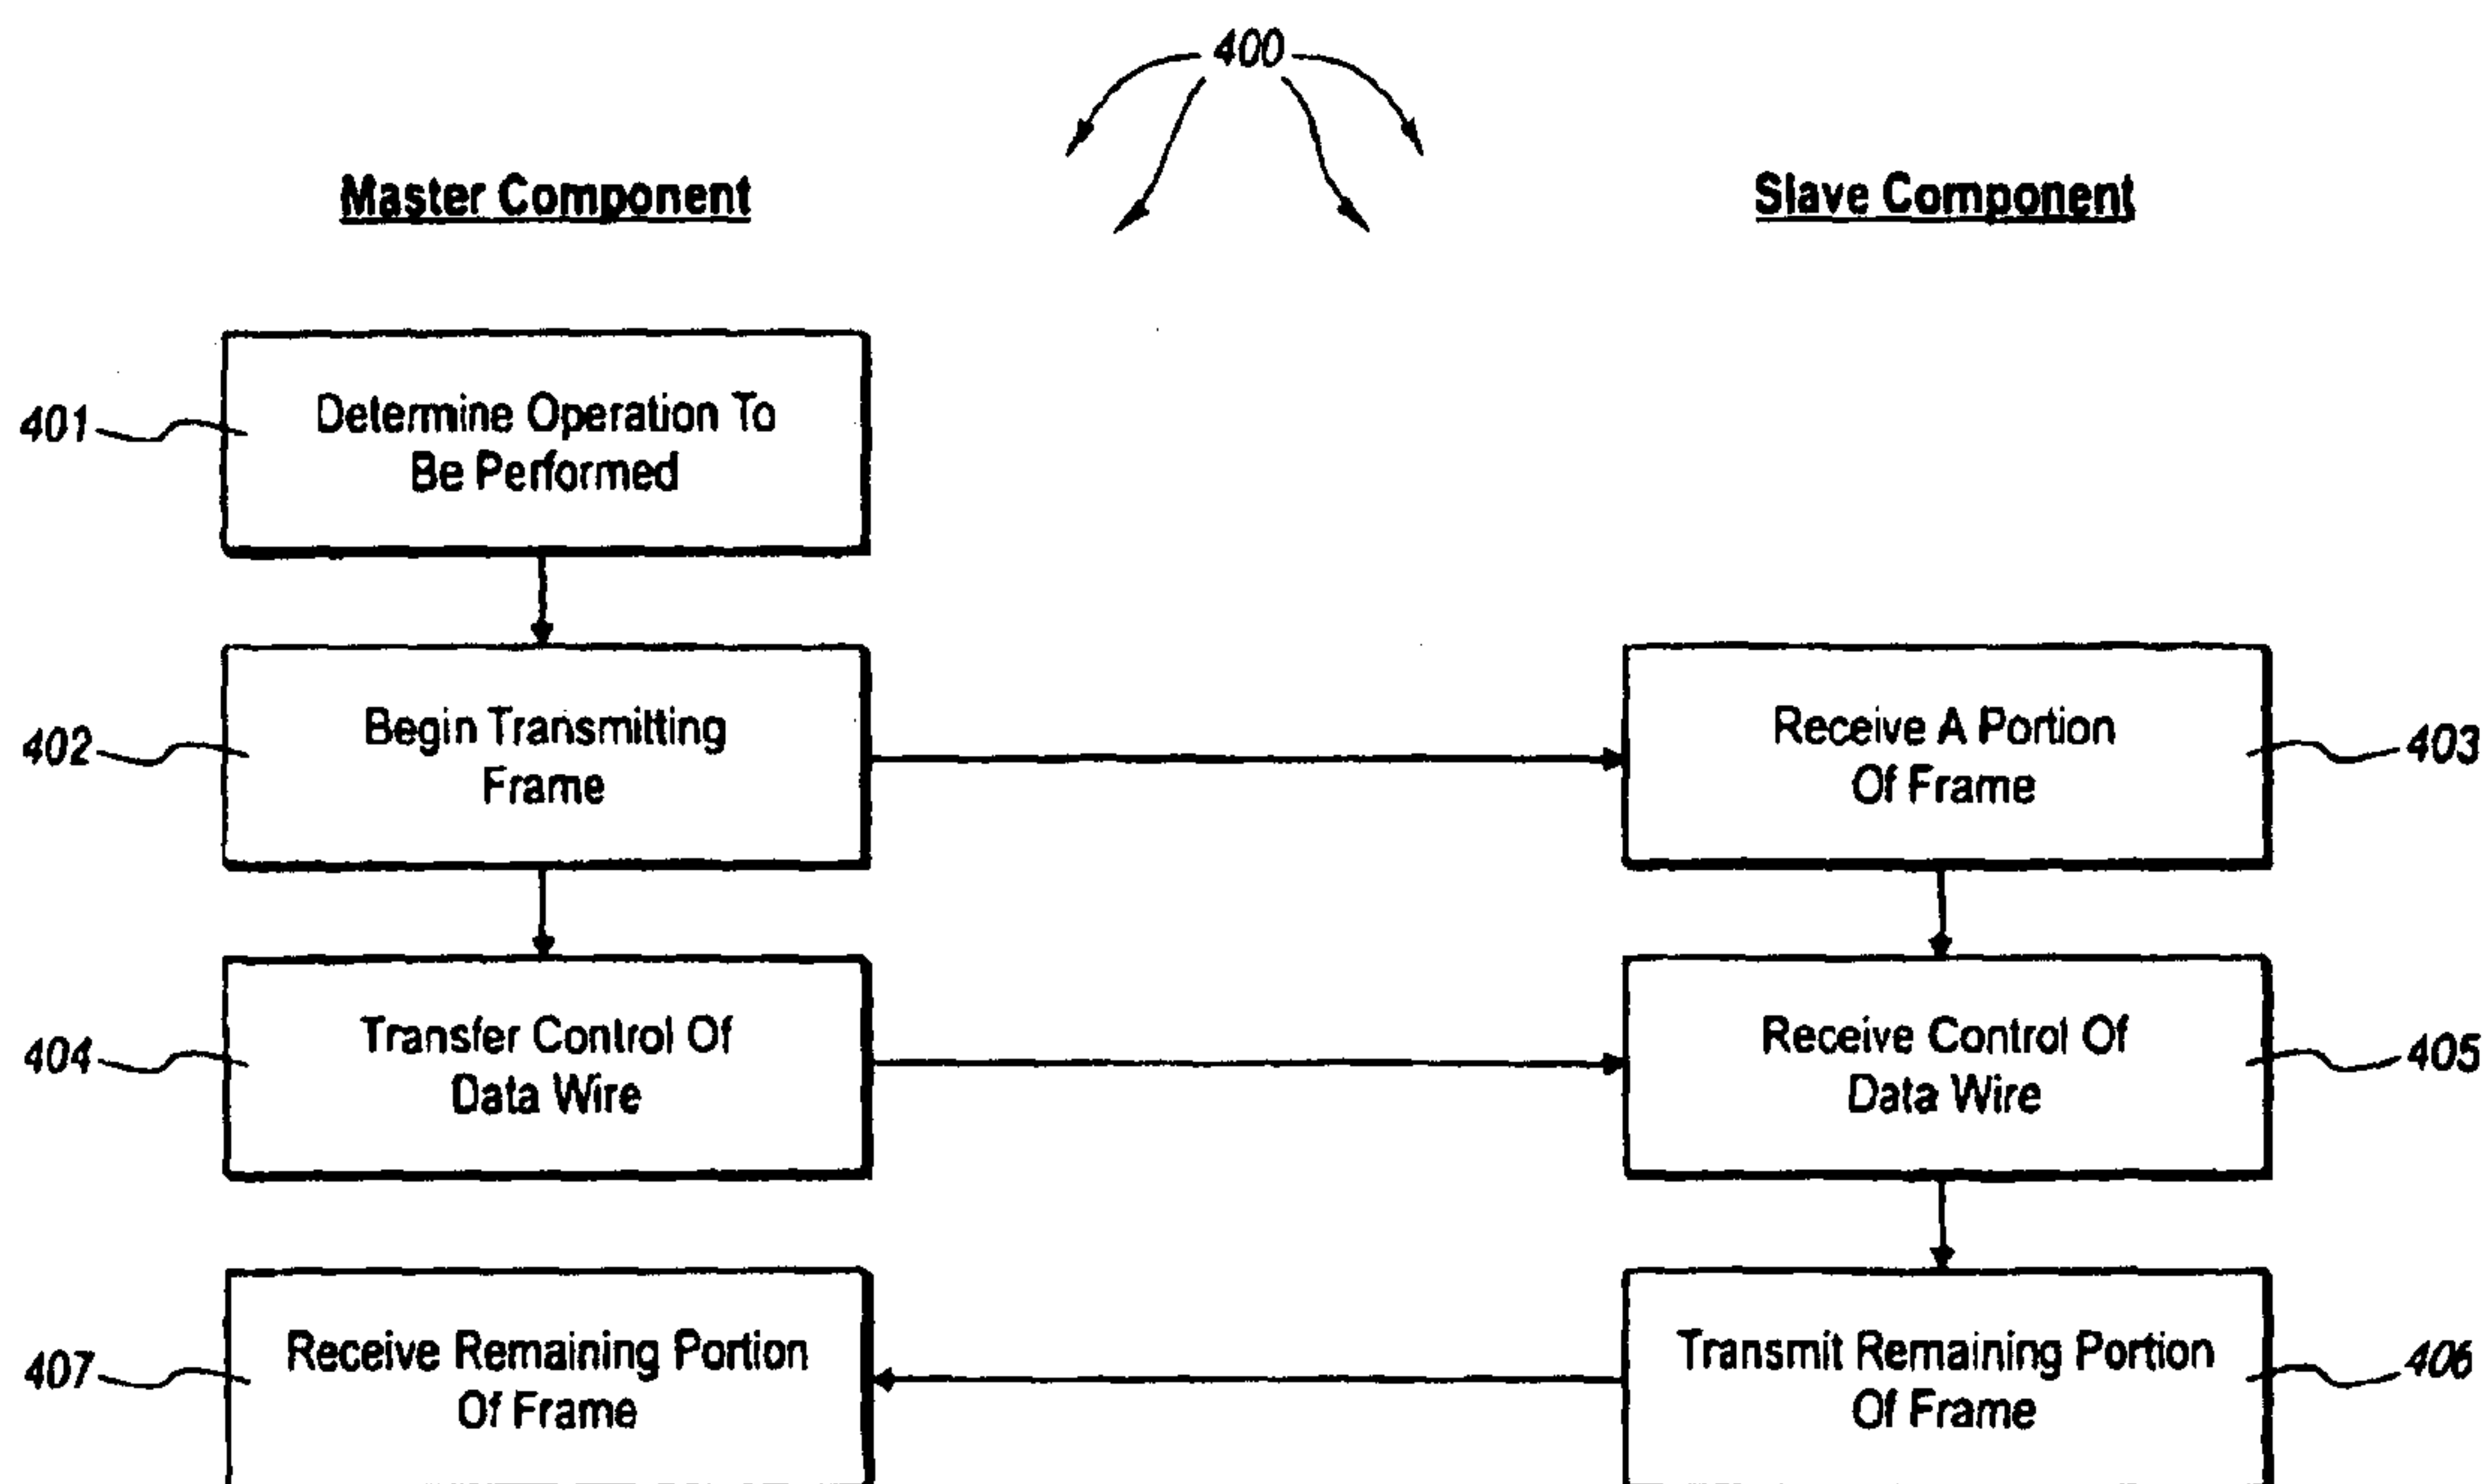 400
Master Component
Slave Component
401
Determine Operation To
Be Performed
402
Begin Transmitting
Frame
Receive A Portion
Of Frame
403
404
Transfer Control Of
Data Wire
Receive Control Of
Data Wire
405
407
Receive Remaining Portion
Of Frame
Transmit Remaining Portion
Of Frame
406